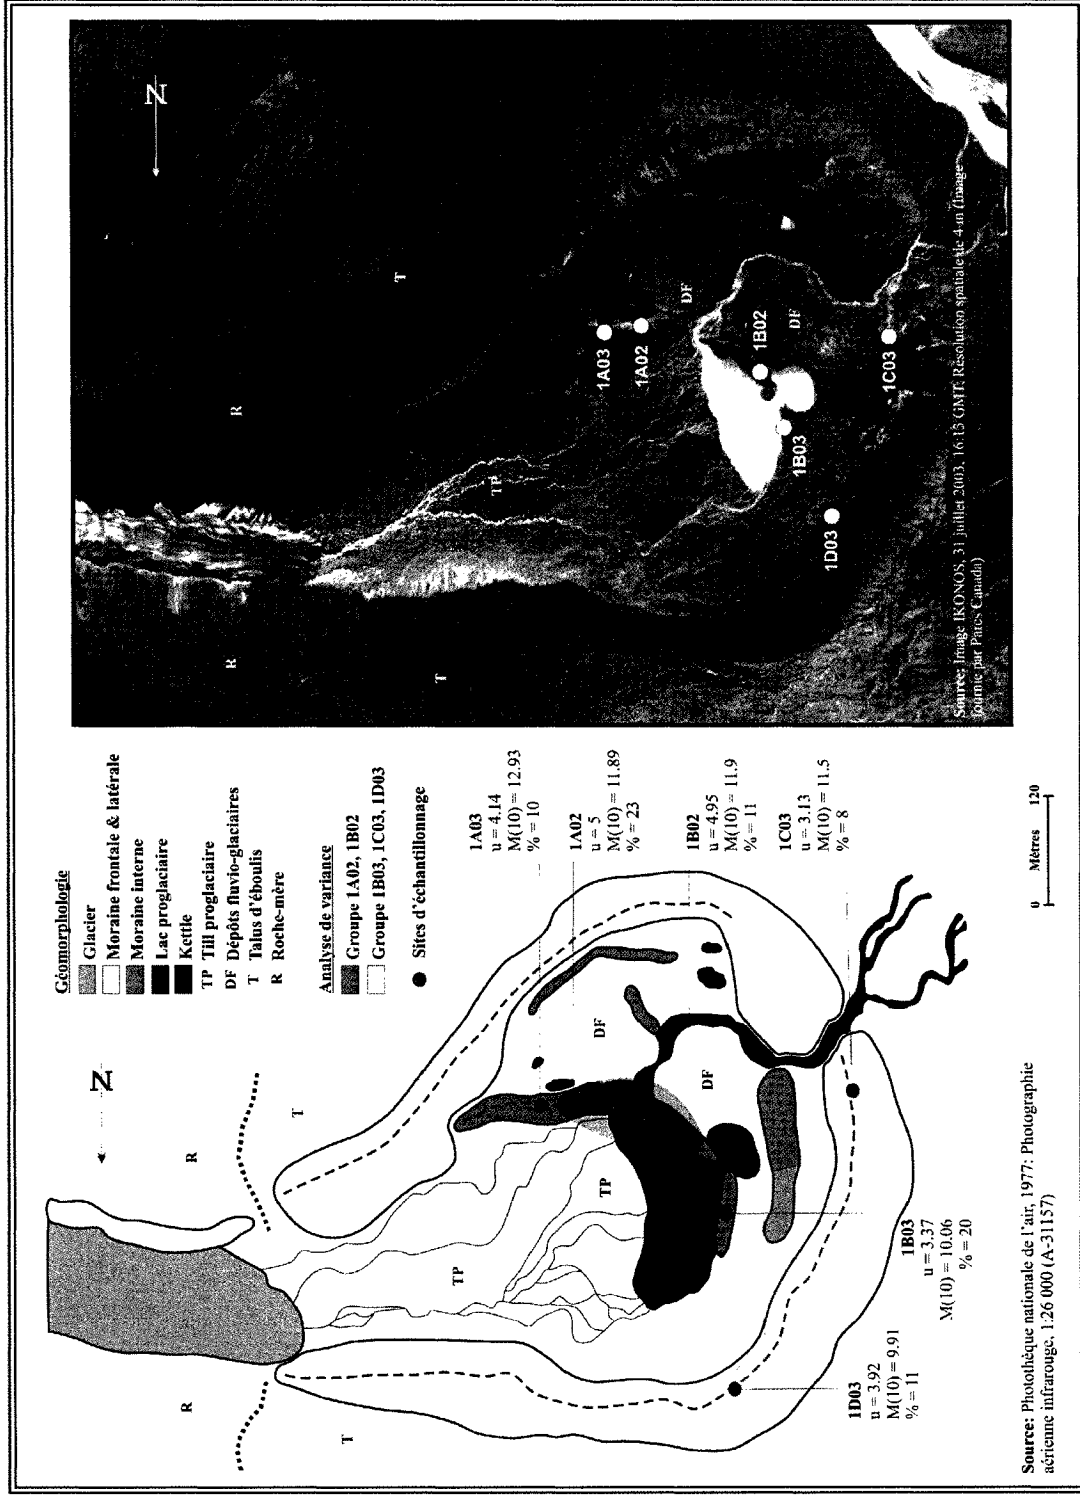 Géomorphologie
Glacier
Moraine frontale & latérale
Moraine interne
Lac proglaciaire
Kettle
TP Till proglaciaire
DF Dépôts fluvio-glaciaires
T Talus d'éboulis
R Roche-mère
Analyse de variance
Groupe 1A02, 1B02
Groupe 1B03, 1C03, 1D03
Sites d'échantillonnage
N
R
R
T
T
TP
TP
DF
DF
1A03
u = 4.14
M(10) = 12.93
% = 10
1A02
u = 5
M(10) = 11.89
% = 23
1B02
u = 4.95
M(10) = 11.9
% = 11
1C03
u = 3.13
M(10) = 11.5
% = 8
1B03
u = 3.37
M(10) = 10.06
% = 20
1D03
u = 3.92
M(10) = 9.91
% = 11
0 Mètres 120
Source: Photothèque nationale de l'air, 1977: Photographie
aérienne infrarouge, 1:26 000 (A-31157)
N
R
R
T
T
TP
DF
DF
1A03
1A02
1B02
1B03
1C03
1D03
Source: Image IKONOS, 31 juillet 2003, 16:15 GMT. Résolution spatiale de 4 m (Image
fournie par Parcs Canada)